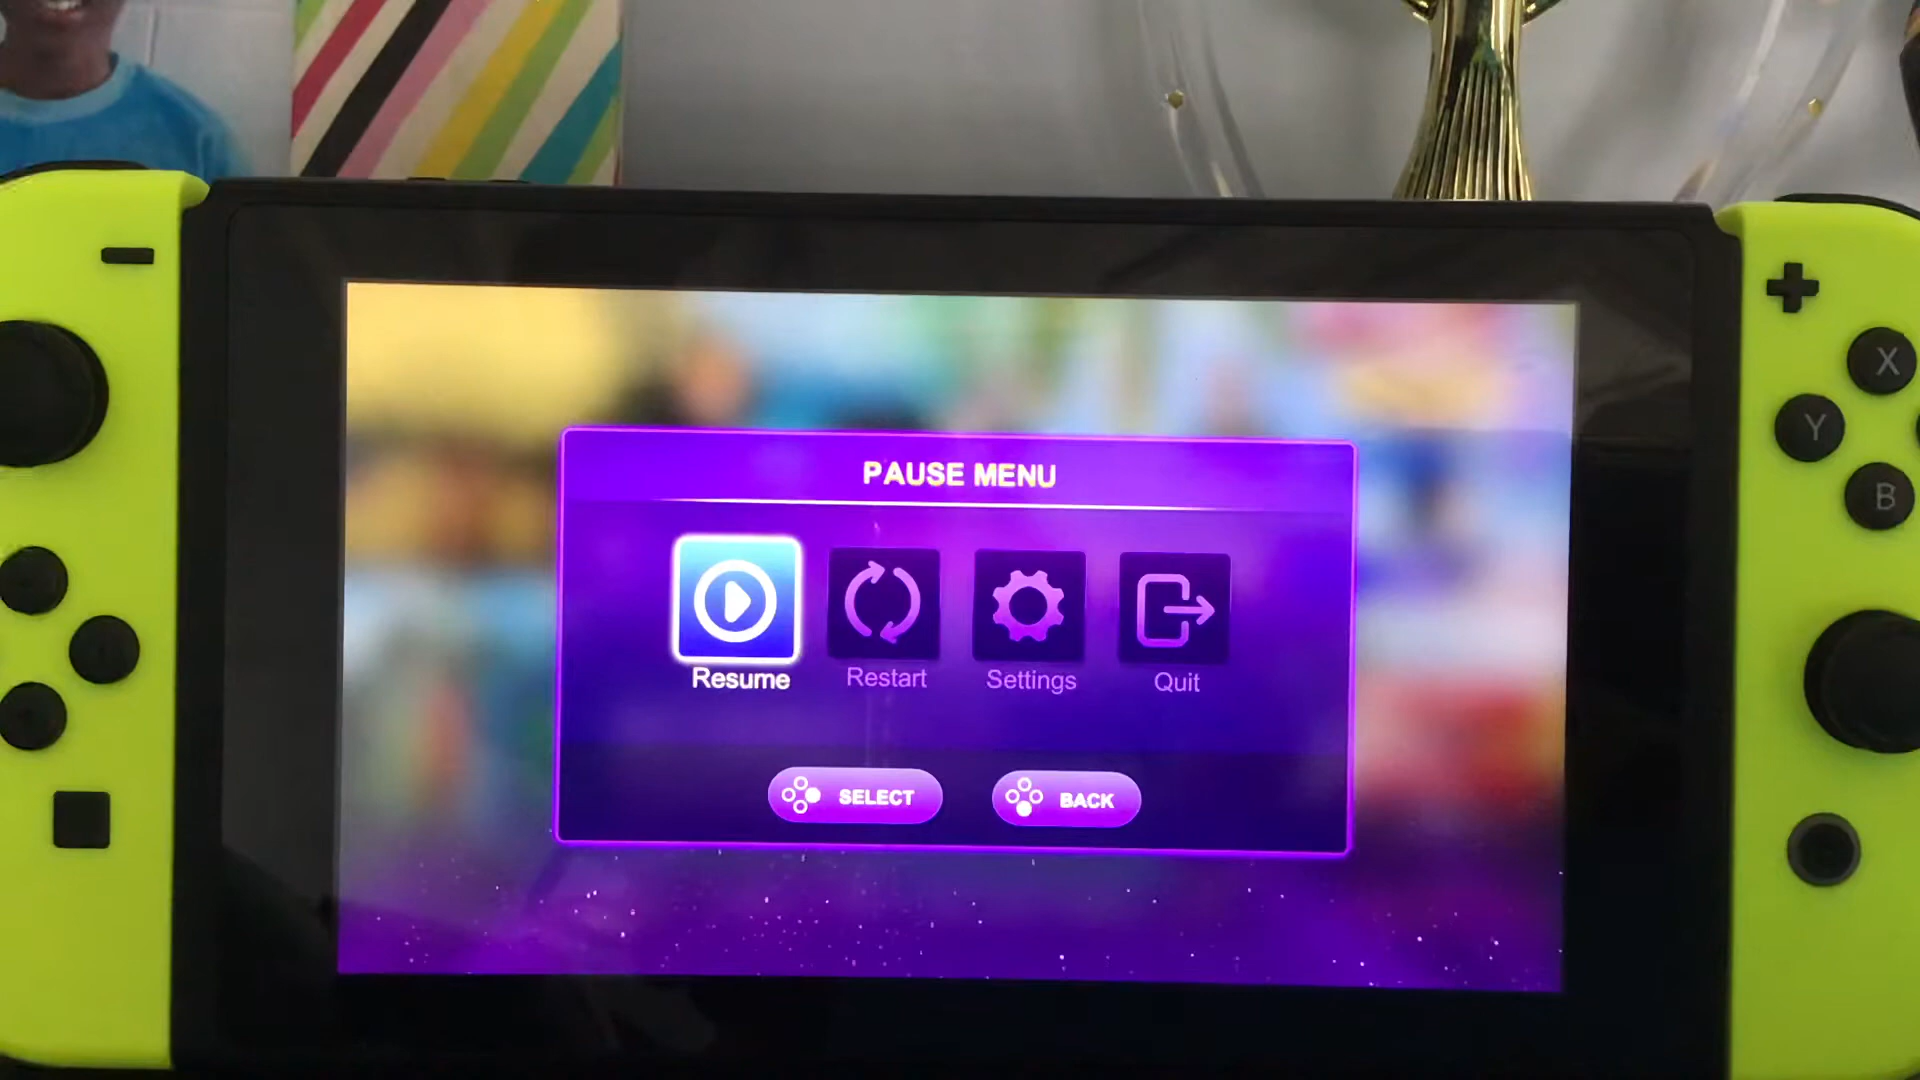 PAUSE MENU
Resume Restart Settings Quit
SELECT BACK
X
Y
B